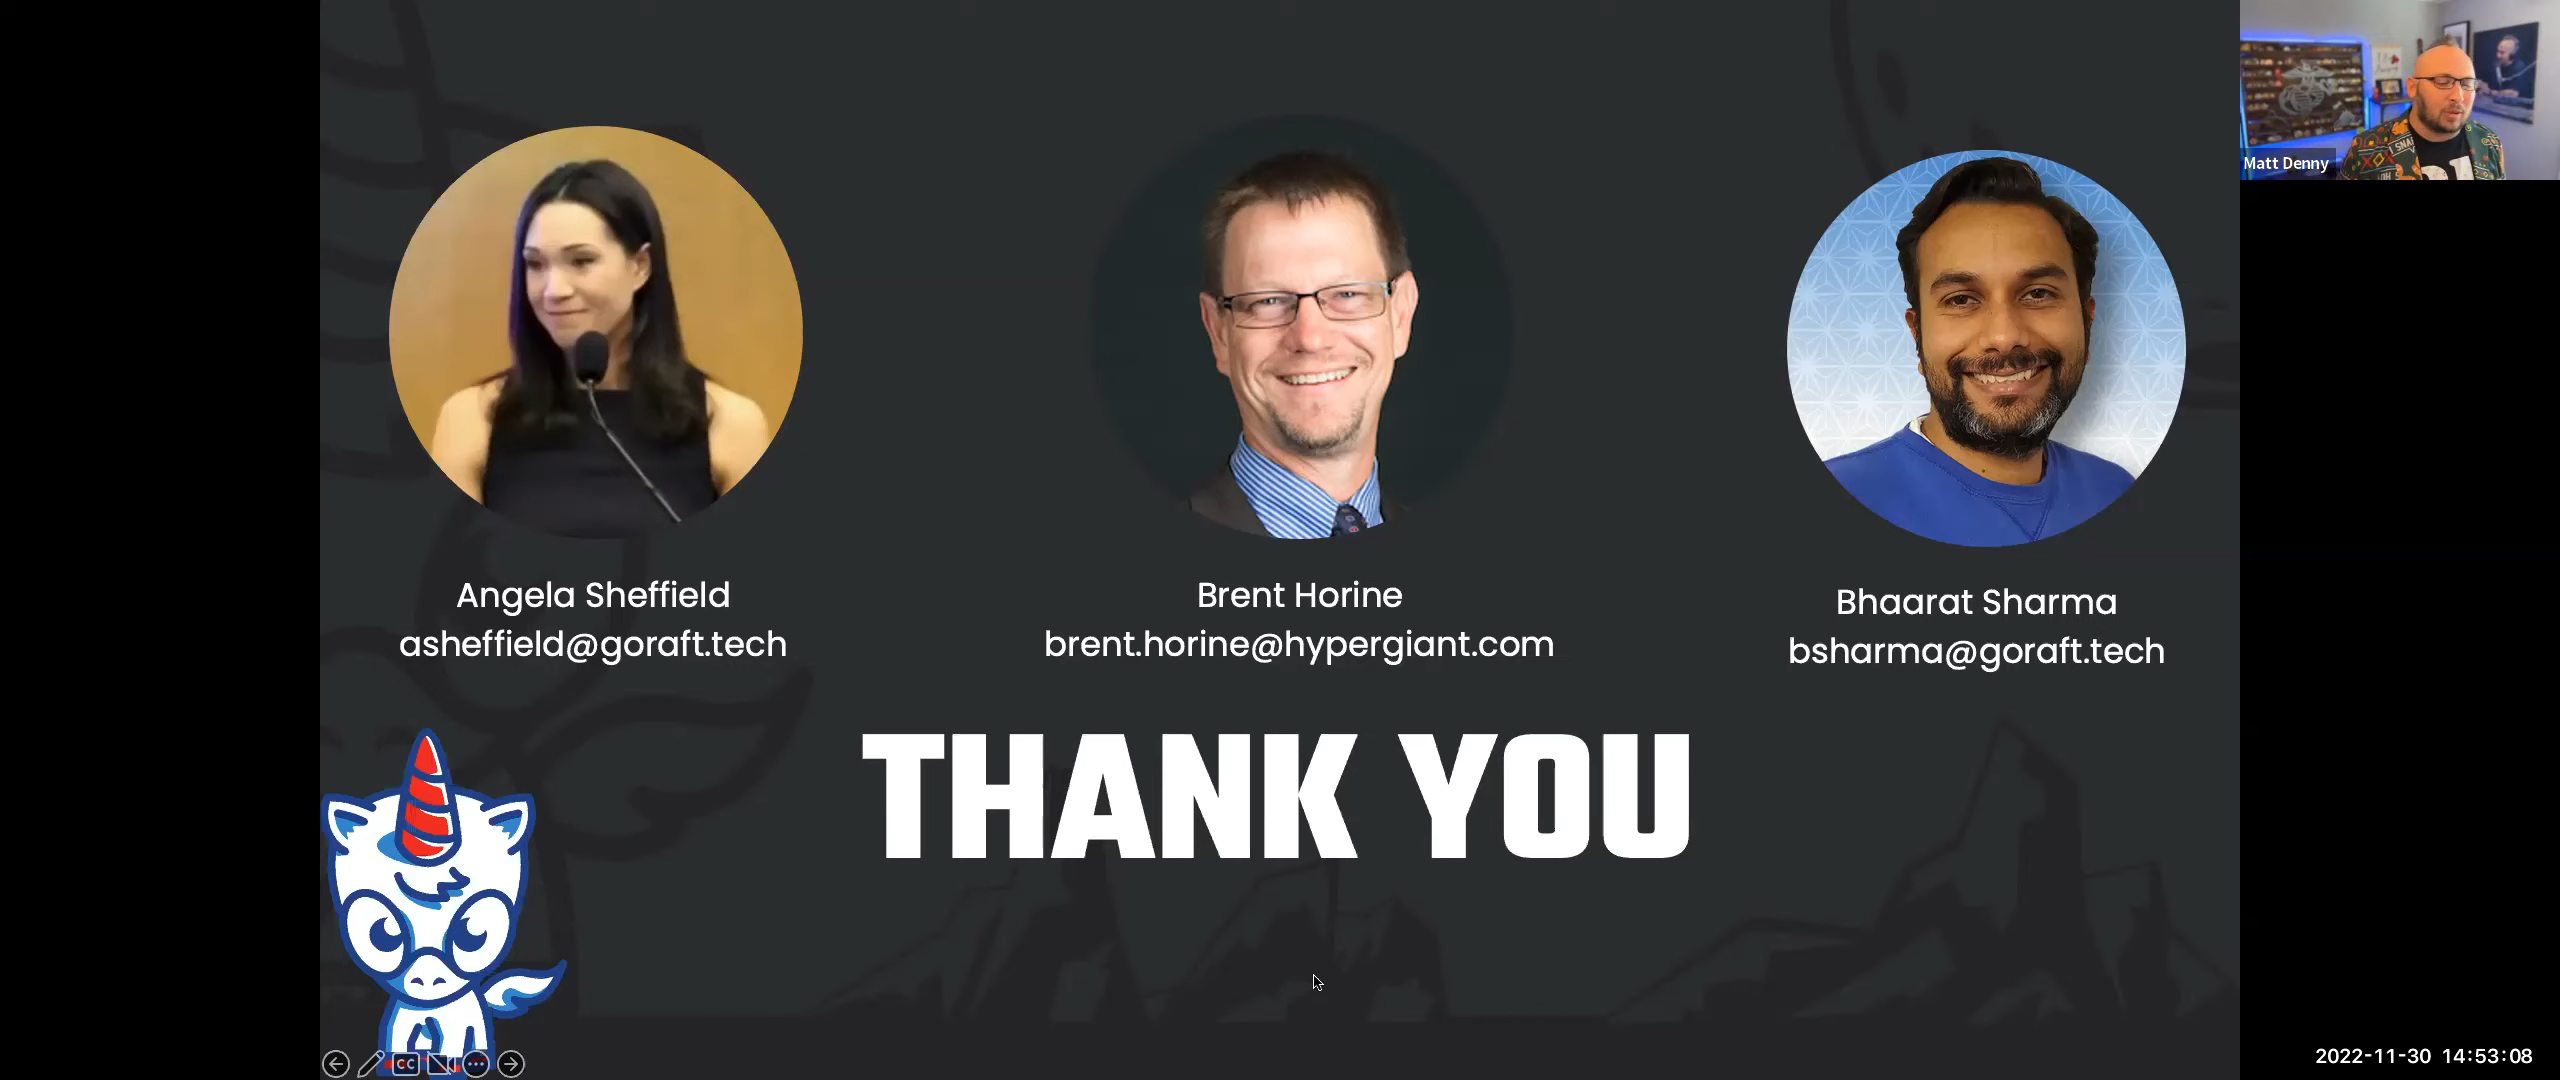 Matt Denny
Angela Sheffield
asheffield@goraft.tech
Brent Horine
brent.horine@hypergiant.com
Bhaarat Sharma
bsharma@goraft.tech
THANK YOU
CC
2022-11-30 14:53:08